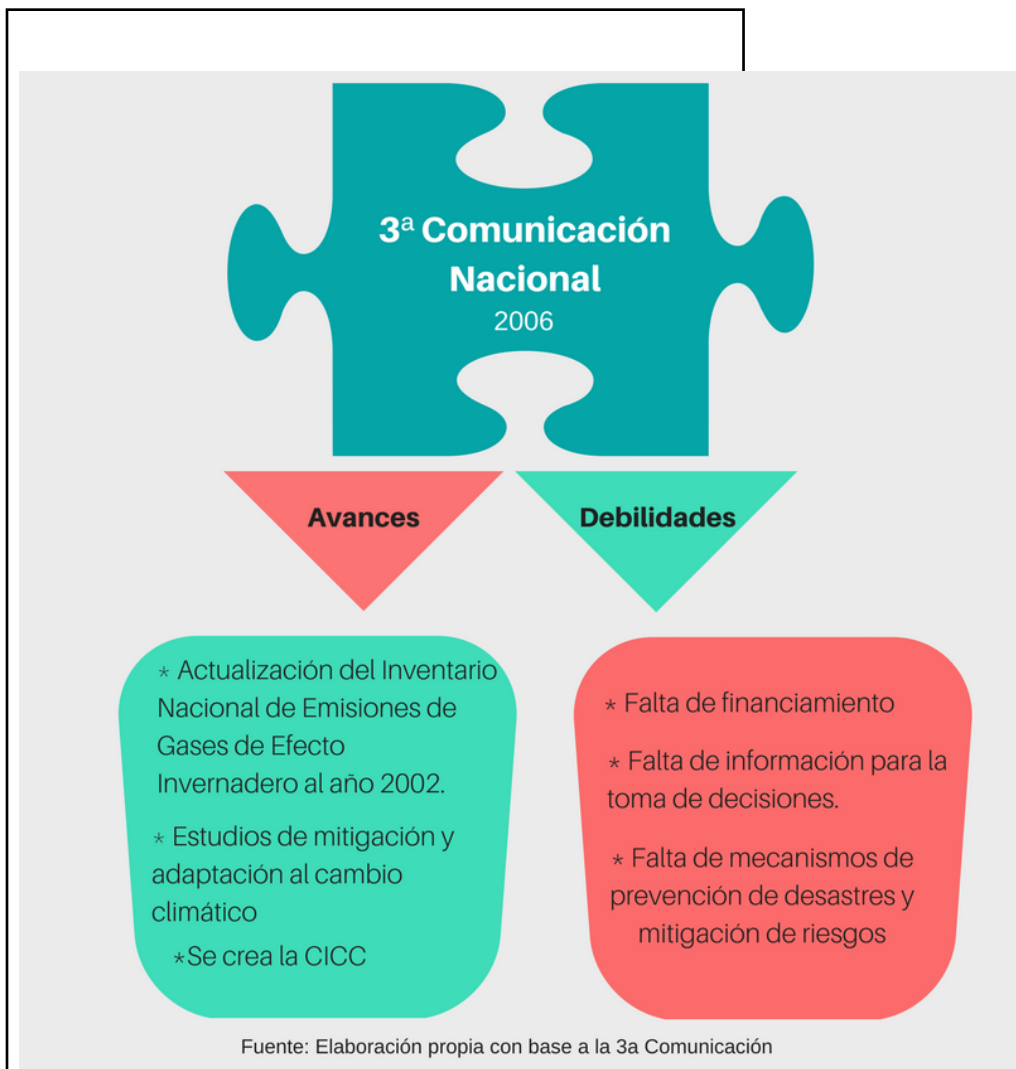 3ª Comunicación
Nacional
2006
Avances
Debilidades
* Actualización del Inventario
Nacional de Emisiones de
Gases de Efecto
Invernadero al año 2002.
* Estudios de mitigación y
adaptación al cambio
climático
*Se crea la CICC
* Falta de financiamiento
* Falta de información para la
toma de decisiones.
* Falta de mecanismos de
prevención de desastres y
mitigación de riesgos
Fuente: Elaboración propia con base a la 3a Comunicación